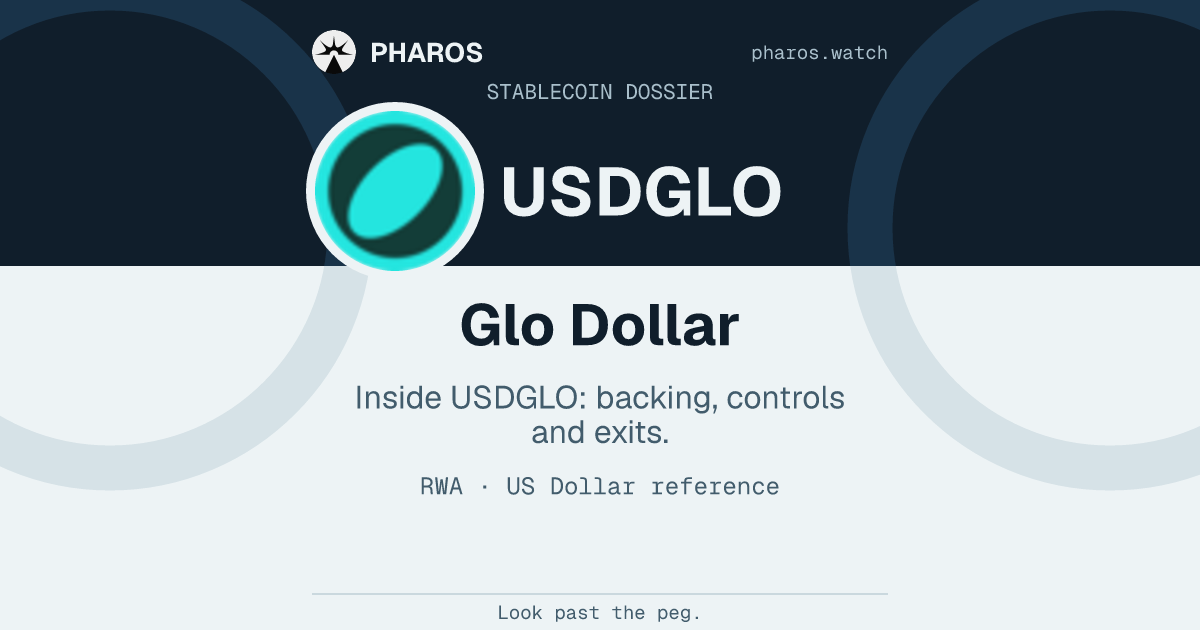 PHAROS
pharos.watch
STABLECOIN DOSSIER
USDGLO
Glo Dollar
Inside USDGLO: backing, controls
and exits.
RWA · US Dollar reference
Look past the peg.